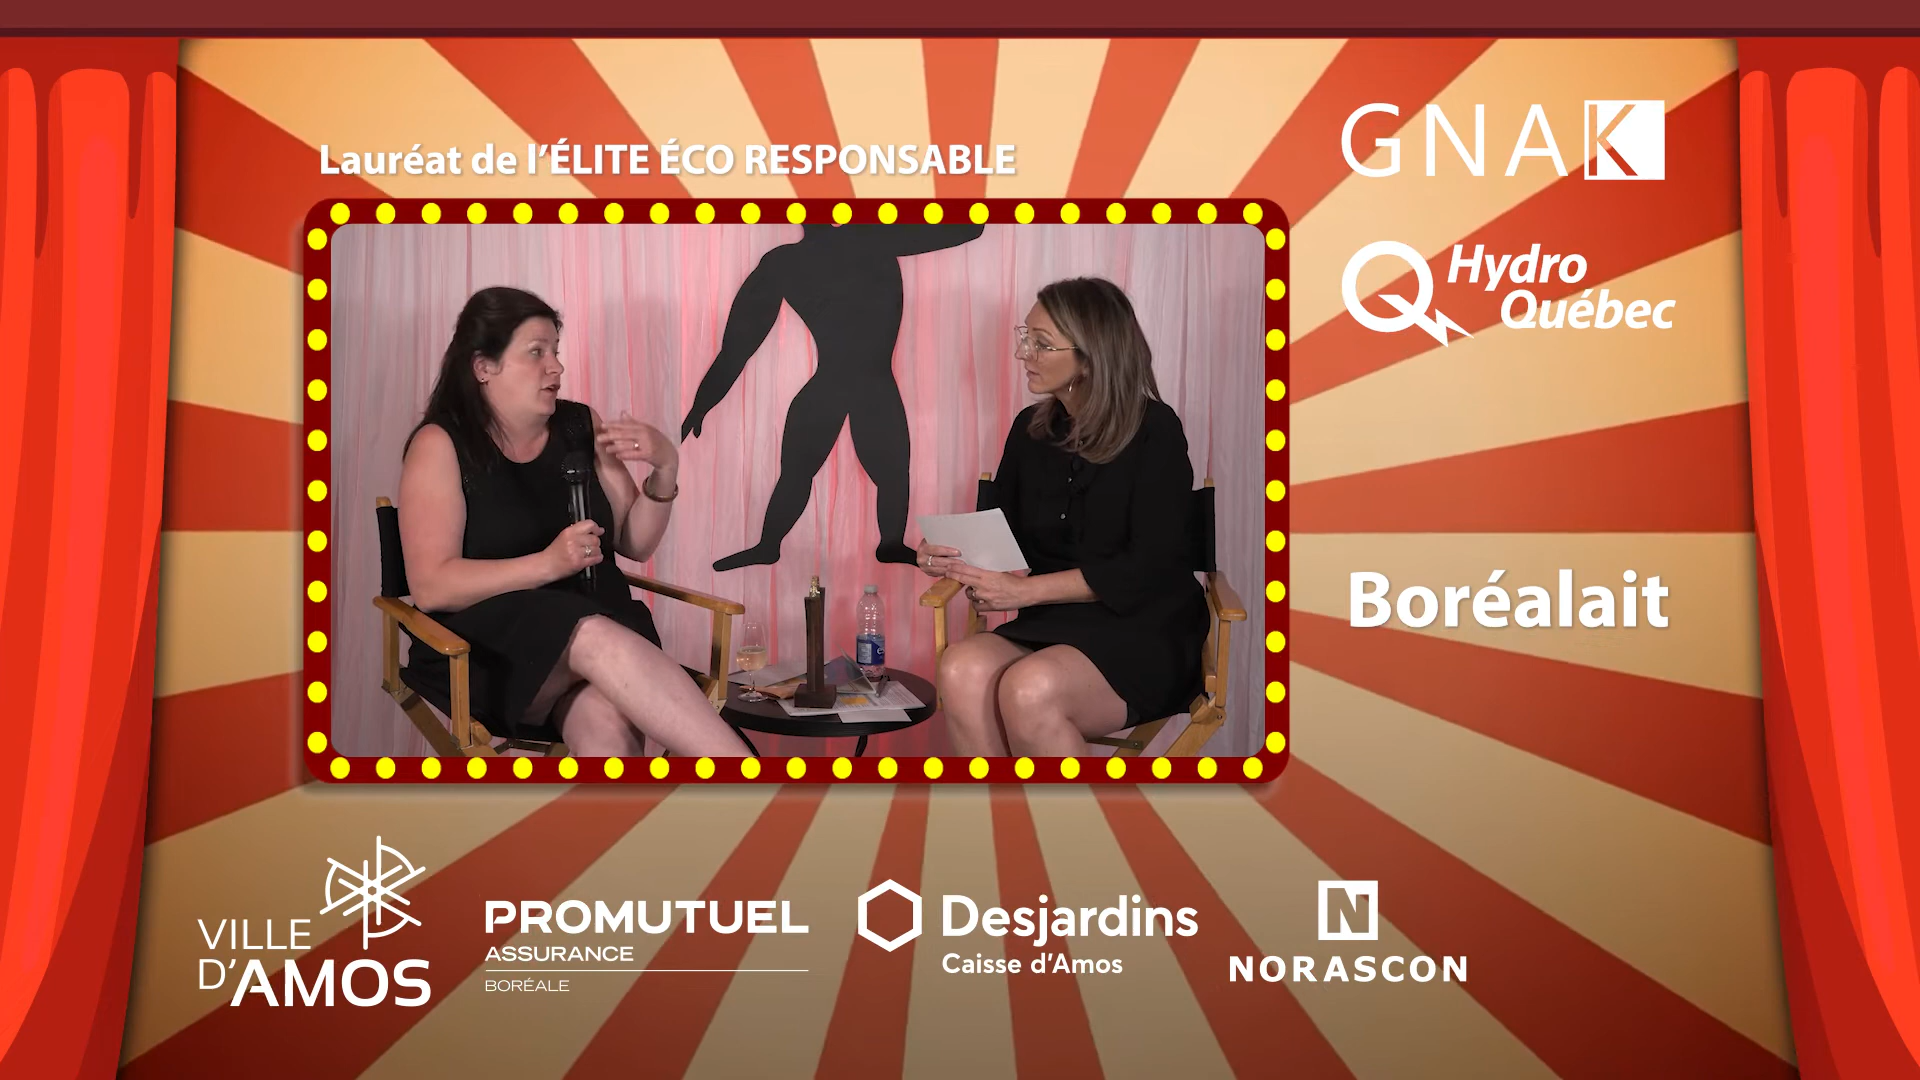 Lauréat de l'ÉLITE ÉCO RESPONSABLE
GNAK
Hydro
Québec
Boréalait
VILLE
D'AMOS
PROMUTUEL
ASSURANCE
BORÉALE
Desjardins
Caisse d'Amos
N
NORASCON